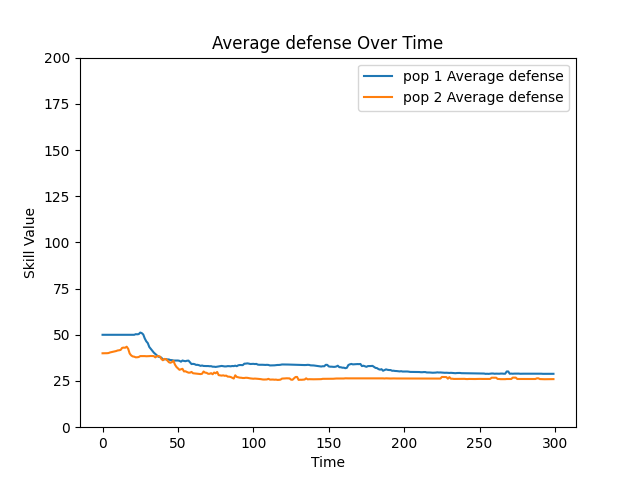 Average defense Over Time
pop 1 Average defense
pop 2 Average defense
200
175
150
125
100
75
50
25
0
Skill Value
0 50 100 150 200 250 300
Time